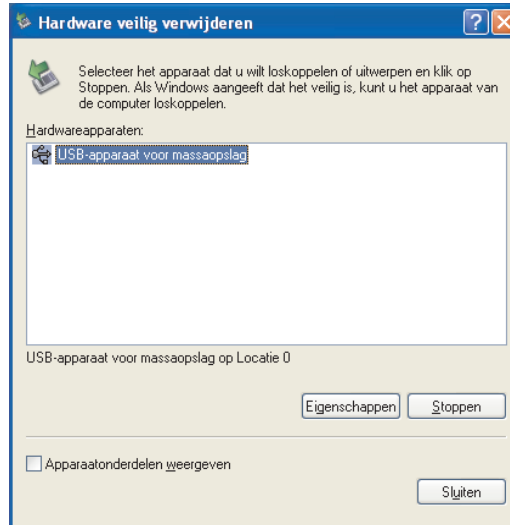 Hardware veilig verwijderen
Selecteer het apparaat dat u wilt loskoppelen of uitwerpen en klik op
Stoppen. Als Windows aangeeft dat het veilig is, kunt u het apparaat van
de computer loskoppelen.
Hardwareapparaten:
USB-apparaat voor massaopslag
USB-apparaat voor massaopslag op Locatie 0
Eigenschappen Stoppen
Apparaatonderdelen weergeven
Sluiten